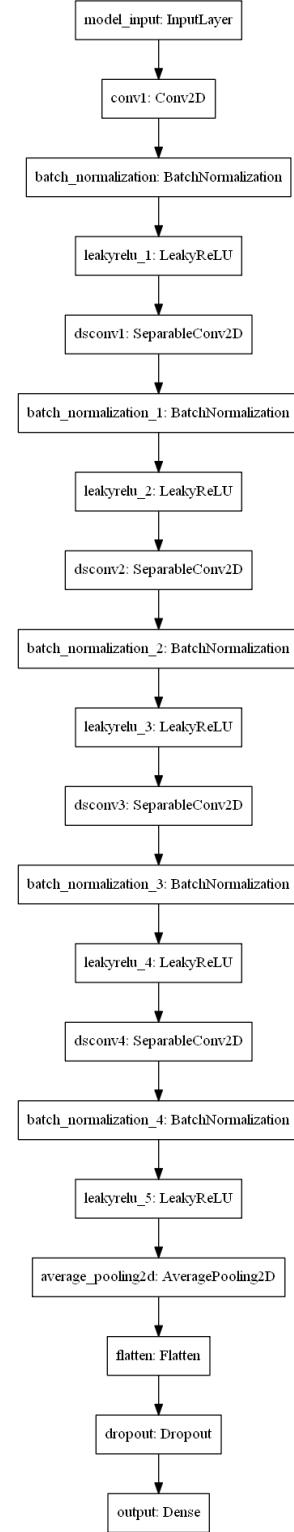 model_input: InputLayer
conv1: Conv2D
batch_normalization: BatchNormalization
leakyrelu_1: LeakyReLU
dsconv1: SeparableConv2D
batch_normalization_1: BatchNormalization
leakyrelu_2: LeakyReLU
dsconv2: SeparableConv2D
batch_normalization_2: BatchNormalization
leakyrelu_3: LeakyReLU
dsconv3: SeparableConv2D
batch_normalization_3: BatchNormalization
leakyrelu_4: LeakyReLU
dsconv4: SeparableConv2D
batch_normalization_4: BatchNormalization
leakyrelu_5: LeakyReLU
average_pooling2d: AveragePooling2D
flatten: Flatten
dropout: Dropout
output: Dense